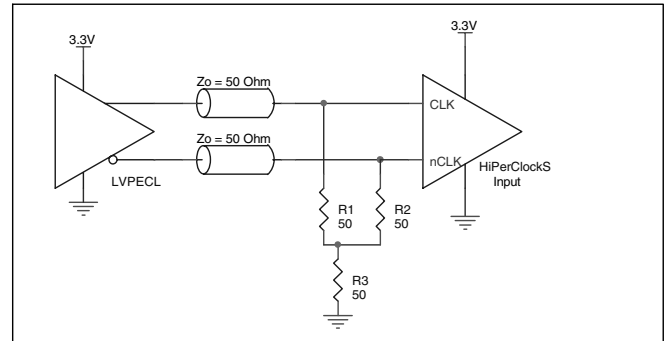 3.3V
3.3V
Zo = 50 Ohm
CLK
Zo = 50 Ohm
nCLK
HiPerClockS
Input
LVPECL
R1
50
R2
50
R3
50